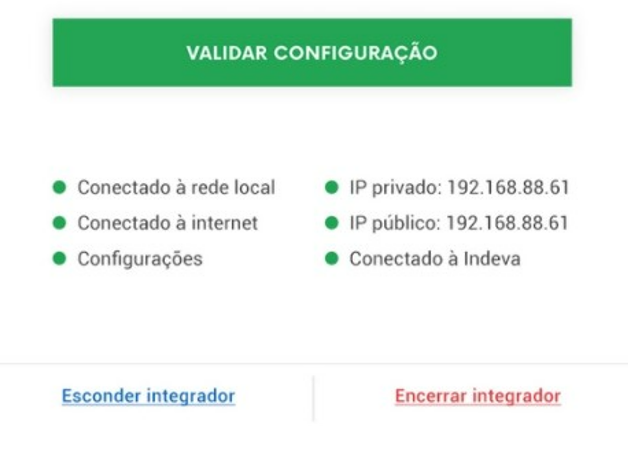 VALIDAR CONFIGURAÇÃO
Conectado à rede local
IP privado: 192.168.88.61
Conectado à internet
IP público: 192.168.88.61
Configurações
Conectado à Indeva
Esconder integrador
Encerrar integrador